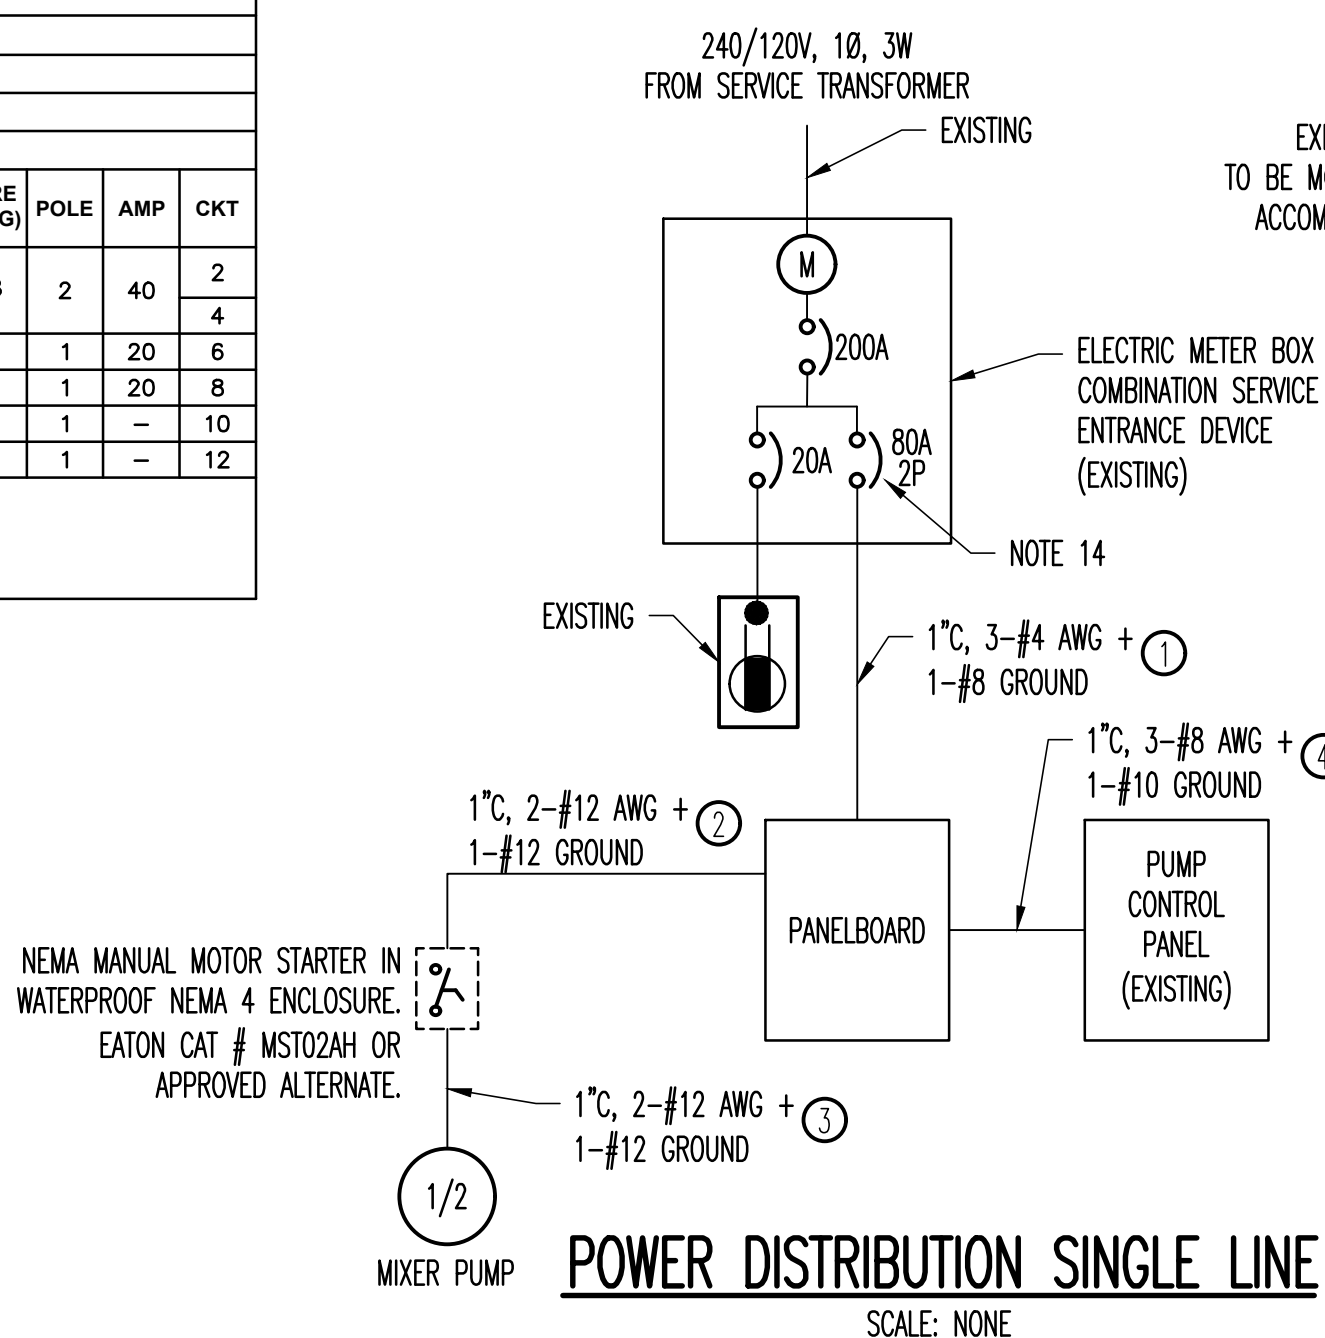 POLE AMP CKT
2 40 2
4
1 20 6
1 20 8
1 – 10
1 – 12
240/120V, 1Ø, 3W
FROM SERVICE TRANSFORMER
EXISTING
TO BE
M
200A
20A
80A
2P
ELECTRIC METER BOX
COMBINATION SERVICE
ENTRANCE DEVICE
(EXISTING)
NOTE 14
EXISTING
1"C, 3-#4 AWG + 1
1-#8 GROUND
1"C, 3-#8 AWG + 4
1-#10 GROUND
1"C, 2-#12 AWG + 2
1-#12 GROUND
PANELBOARD
PUMP
CONTROL
PANEL
(EXISTING)
NEMA MANUAL MOTOR STARTER IN
WATERPROOF NEMA 4 ENCLOSURE.
EATON CAT # MST02AH OR
APPROVED ALTERNATE.
1"C, 2-#12 AWG + 3
1-#12 GROUND
1/2
MIXER PUMP
POWER DISTRIBUTION SINGLE LINE
SCALE: NONE